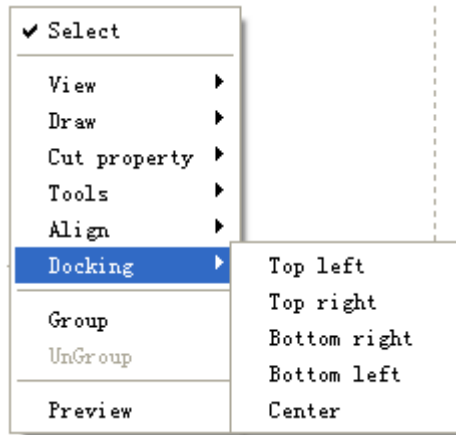 Select
View
Draw
Cut property
Tools
Align
Docking
Group
UnGroup
Preview
Top left
Top right
Bottom right
Bottom left
Center